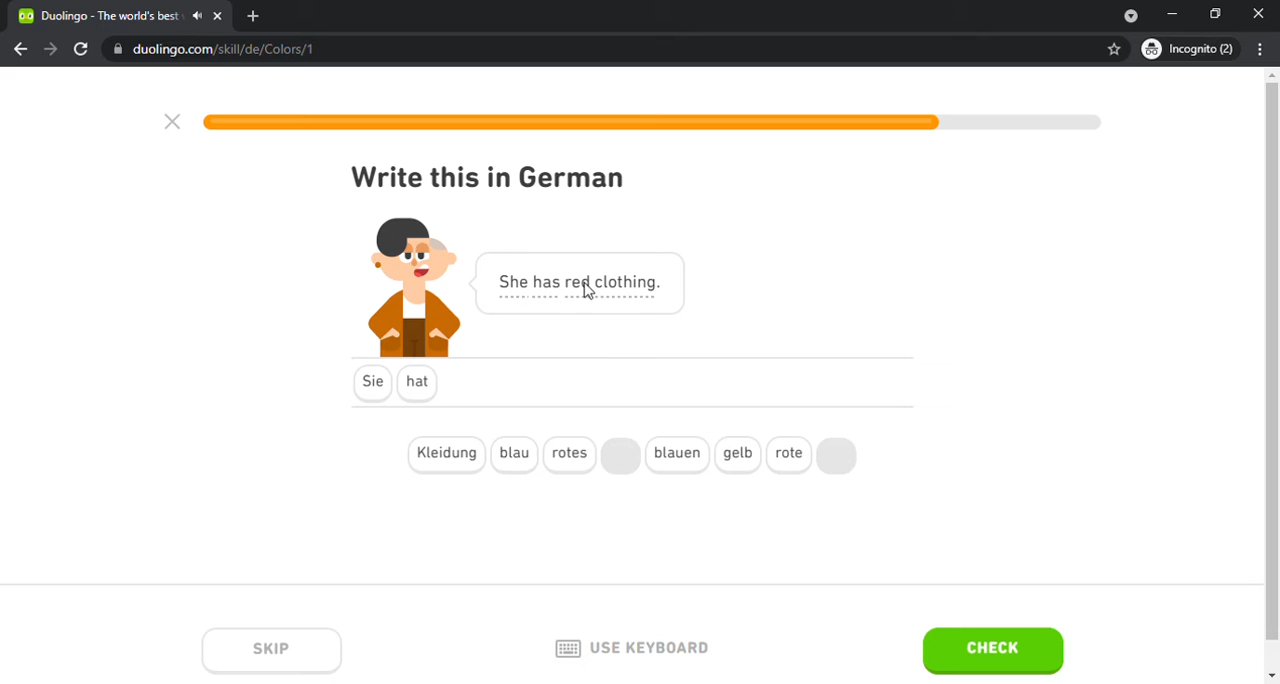 Duolingo - The world's best
duolingo.com/skill/de/Colors/1
Incognito (2)
Write this in German
She has red clothing.
Sie hat
Kleidung blau rotes blauen gelb rote
SKIP USE KEYBOARD CHECK